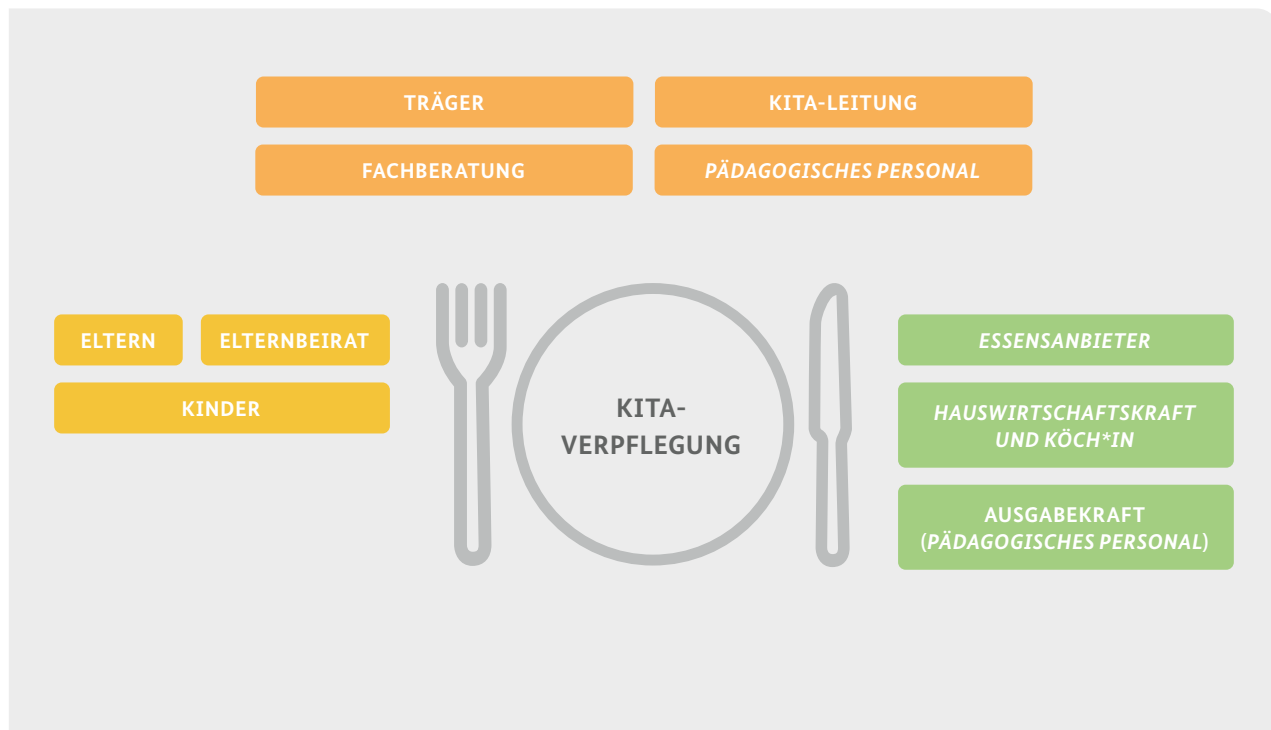 TRÄGER
KITA-LEITUNG
FACHBERATUNG
PÄDAGOGISCHES PERSONAL
ELTERN
ELTERNBEIRAT
KINDER
KITA-
VERPFLEGUNG
ESSENSANBIETER
HAUSWIRTSCHAFTSKRAFT
UND KÖCH*IN
AUSGABEKRAFT
(PÄDAGOGISCHES PERSONAL)